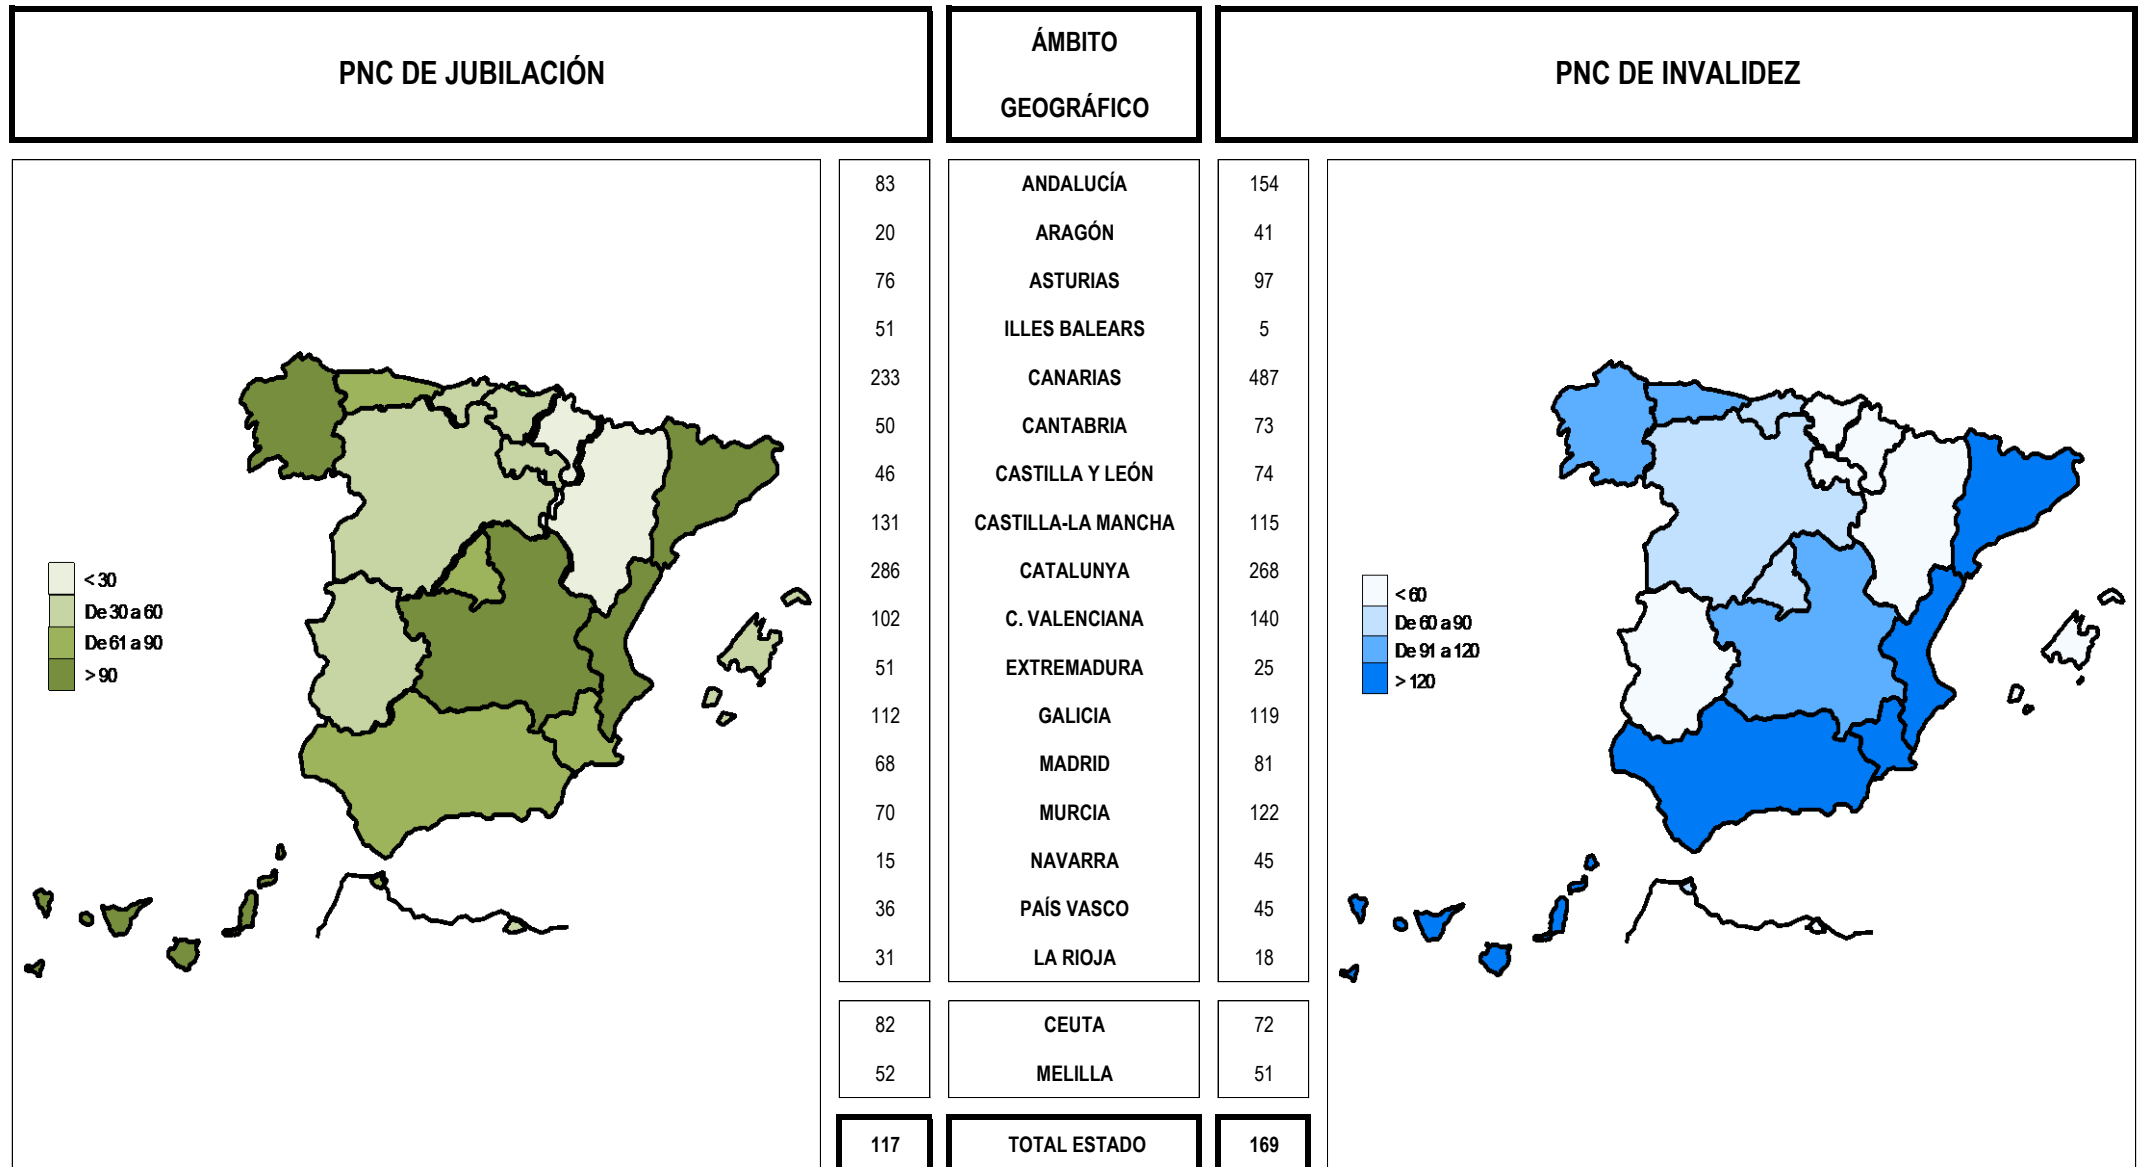 PNC DE JUBILACIÓN
ÁMBITO
GEOGRÁFICO
PNC DE INVALIDEZ
83 ANDALUCÍA 154
20 ARAGÓN 41
76 ASTURIAS 97
51 ILLES BALEARS 5
233 CANARIAS 487
50 CANTABRIA 73
46 CASTILLA Y LEÓN 74
131 CASTILLA-LA MANCHA 115
286 CATALUNYA 268
102 C. VALENCIANA 140
51 EXTREMADURA 25
112 GALICIA 119
68 MADRID 81
70 MURCIA 122
15 NAVARRA 45
36 PAÍS VASCO 45
31 LA RIOJA 18
82 CEUTA 72
52 MELILLA 51
117 TOTAL ESTADO 169
< 30
De 30 a 60
De 61 a 90
> 90
< 60
De 60 a 90
De 91 a 120
> 120